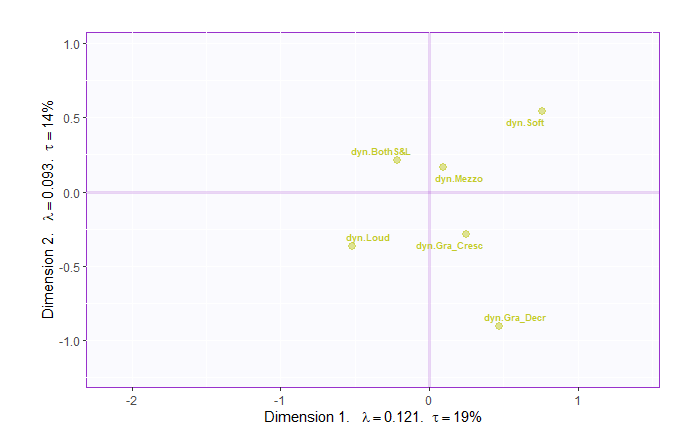 1.0
0.5
0.0
-0.5
-1.0
dyn.Soft
dyn.BothS&L
dyn.Mezzo
dyn.Loud
dyn.Gra_Cresc
dyn.Gra_Decr
-2
-1
0
1
Dimension 1. λ=0.121. τ=19%
Dimension 2. λ=0.093. τ=14%